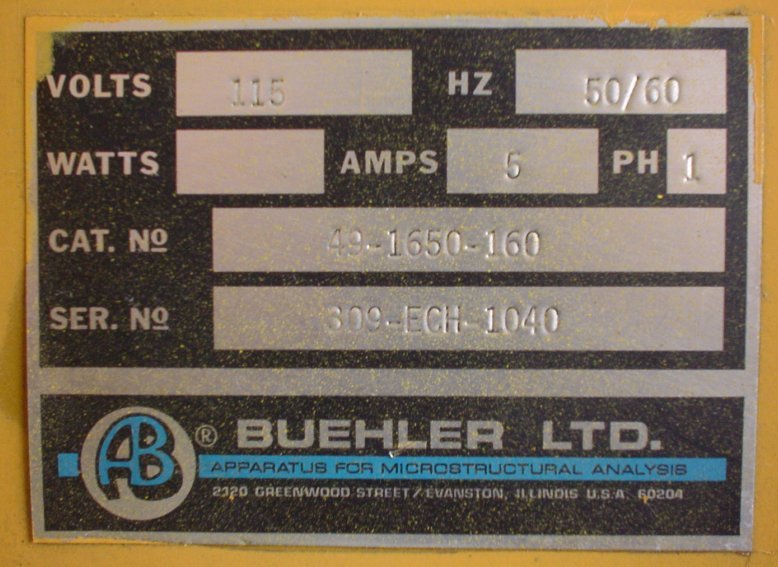 VOLTS 115 HZ 50/60
WATTS AMPS 5 PH 1
CAT. Nº 49-1650-160
SER. Nº 309-ECH-1040
AB ® BUEHLER LTD.
APPARATUS FOR MICROSTRUCTURAL ANALYSIS
2120 GREENWOOD STREET / EVANSTON, ILLINOIS U.S.A. 60204